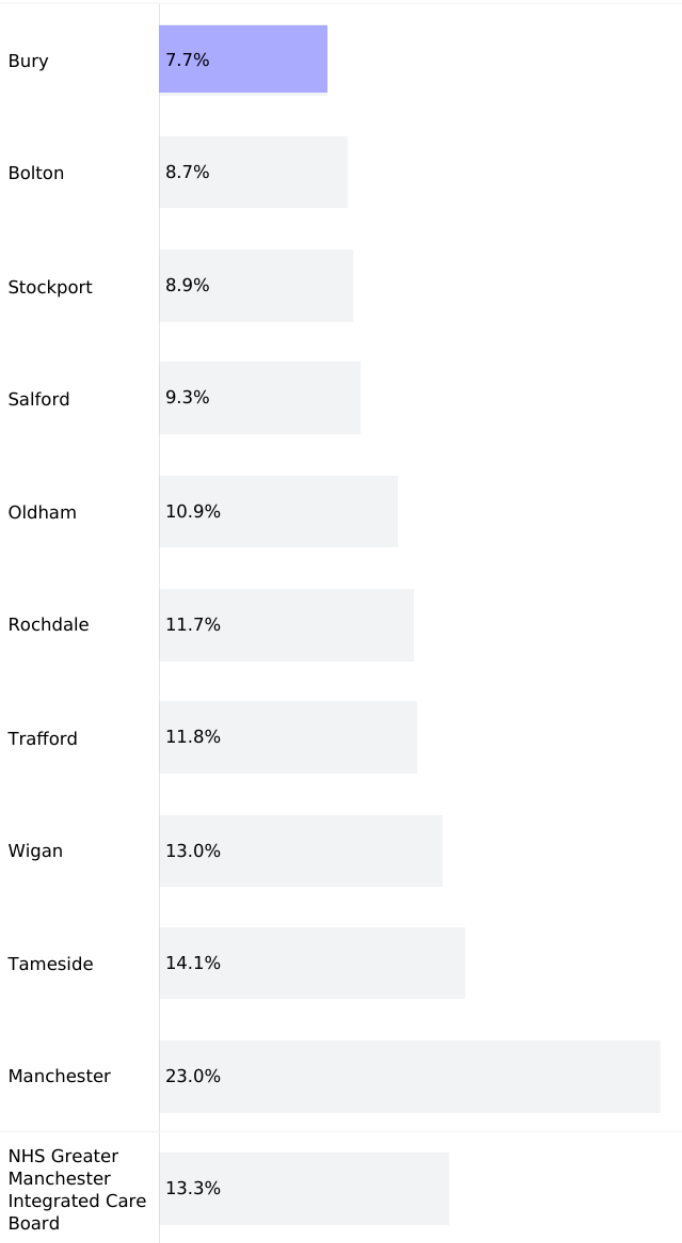 Bury 7.7%
Bolton 8.7%
Stockport 8.9%
Salford 9.3%
Oldham 10.9%
Rochdale 11.7%
Trafford 11.8%
Wigan 13.0%
Tameside 14.1%
Manchester 23.0%
NHS Greater
Manchester
Integrated Care
Board
13.3%